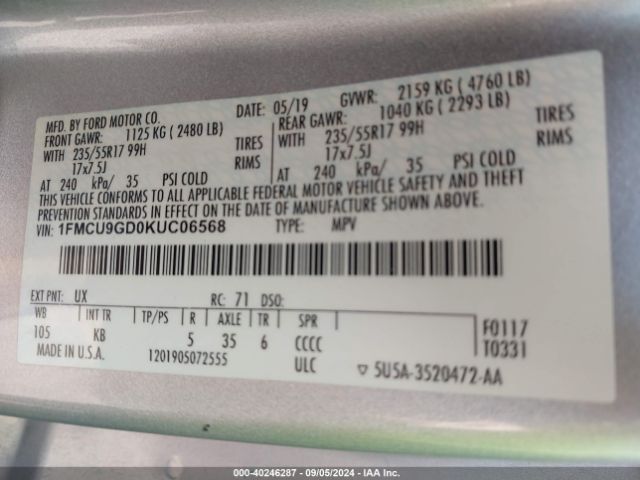 MFD. BY FORD MOTOR CO.
DATE: 05/19 GVWR: 2159 KG ( 4760 LB)
FRONT GAWR: 1125 KG ( 2480 LB)
REAR GAWR: 1040 KG ( 2293 LB)
WITH 235/55R17 99H TIRES
WITH 235/55R17 99H TIRES
17x7.5J RIMS
17x7.5J RIMS
AT 240 kPa/ 35 PSI COLD
AT 240 kPa/ 35 PSI COLD
THIS VEHICLE CONFORMS TO ALL APPLICABLE FEDERAL MOTOR VEHICLE SAFETY AND THEFT
PREVENTION STANDARDS IN EFFECT ON THE DATE OF MANUFACTURE SHOWN ABOVE.
VIN: 1FMCU9GD0KUC06568 TYPE: MPV
EXT PNT: UX RC: 71 DSO:
WB INT TR TP/PS R AXLE TR SPR
105 KB 5 35 6 CCCC
F0117
T0331
MADE IN U.S.A. 1201905072555 ULC
▽ 5U5A-3520472-AA
000-40246287 - 09/05/2024 - IAA Inc.